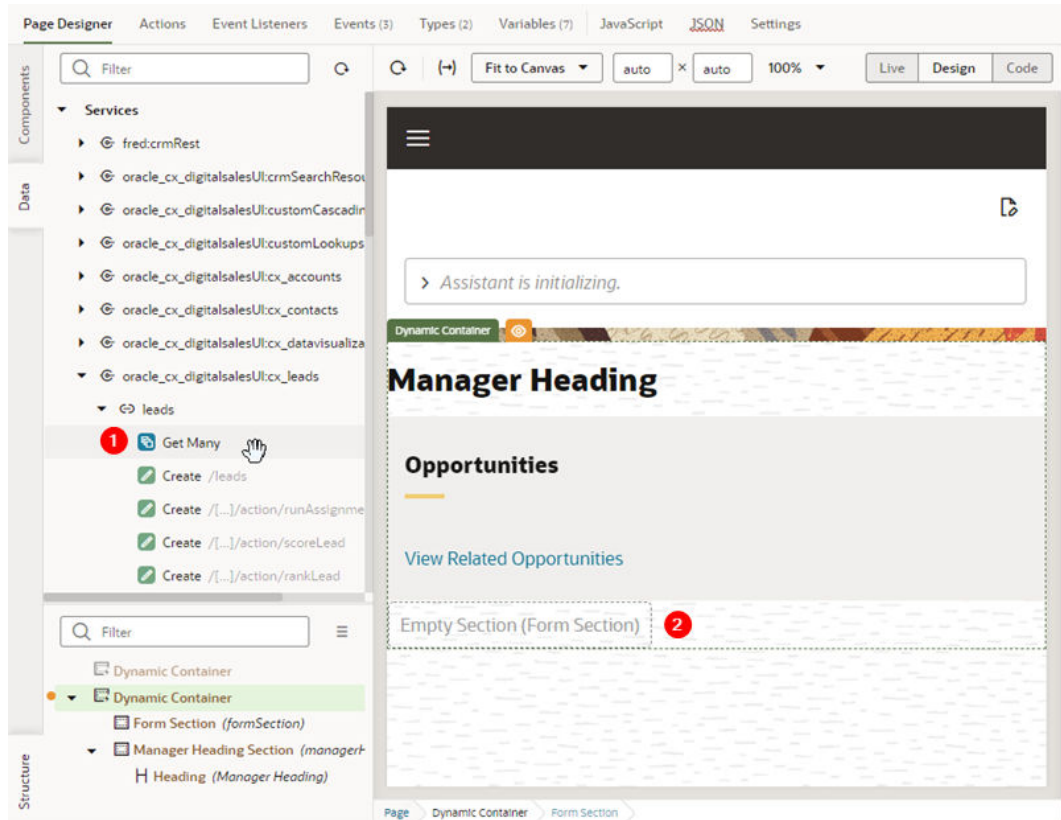 Page Designer Actions Event Listeners Events (3) Types (2) Variables (7) JavaScript JSON Settings
Components
Data
Structure
Filter
Services
fred:crmRest
oracle_cx_digitalsalesUI:crmSearchResou
oracle_cx_digitalsalesUI:customCascadin
oracle_cx_digitalsalesUI:customLookups
oracle_cx_digitalsalesUI:cx_accounts
oracle_cx_digitalsalesUI:cx_contacts
oracle_cx_digitalsalesUI:cx_datavisualiza
oracle_cx_digitalsalesUI:cx_leads
leads
1 Get Many
Create /leads
Create /[...]/action/runAssignme
Create /[...]/action/scoreLead
Create /[...]/action/rankLead
Filter
Dynamic Container
Dynamic Container
Form Section (formSection)
Manager Heading Section (managerH
Heading (Manager Heading)
Fit to Canvas auto × auto 100% Live Design Code
Assistant is initializing.
Dynamic Container
Manager Heading
Opportunities
View Related Opportunities
Empty Section (Form Section) 2
Page Dynamic Container Form Section